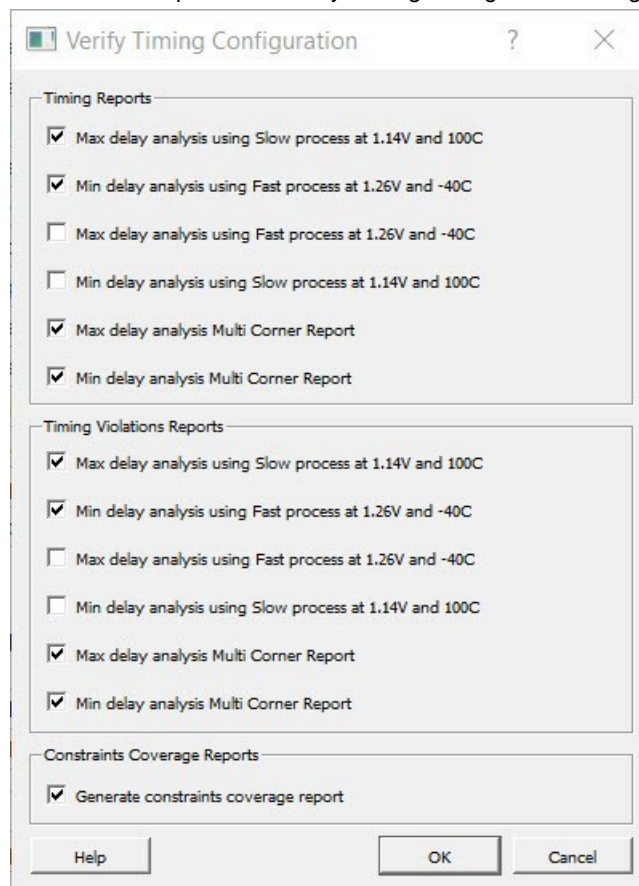 Verify Timing Configuration ?
Timing Reports
Max delay analysis using Slow process at 1.14V and 100C
Min delay analysis using Fast process at 1.26V and -40C
Max delay analysis using Fast process at 1.26V and -40C
Min delay analysis using Slow process at 1.14V and 100C
Max delay analysis Multi Corner Report
Min delay analysis Multi Corner Report
Timing Violations Reports
Max delay analysis using Slow process at 1.14V and 100C
Min delay analysis using Fast process at 1.26V and -40C
Max delay analysis using Fast process at 1.26V and -40C
Min delay analysis using Slow process at 1.14V and 100C
Max delay analysis Multi Corner Report
Min delay analysis Multi Corner Report
Constraints Coverage Reports
Generate constraints coverage report
Help OK Cancel